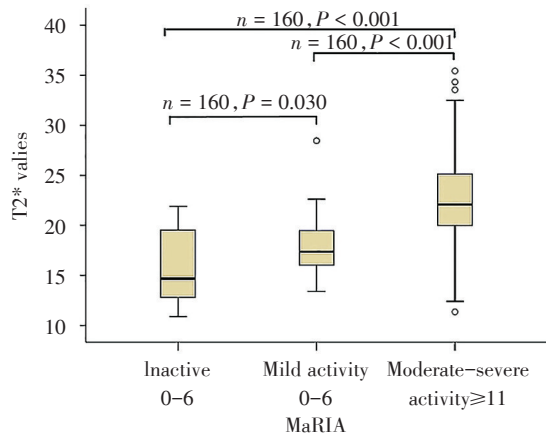 40
n = 160, P < 0.001
n = 160, P < 0.001
35
n = 160, P = 0.030
30
25
20
15
10
T2* valies
Inactive Mild activity Moderate-severe
0-6 0-6 activity≥11
MaRIA